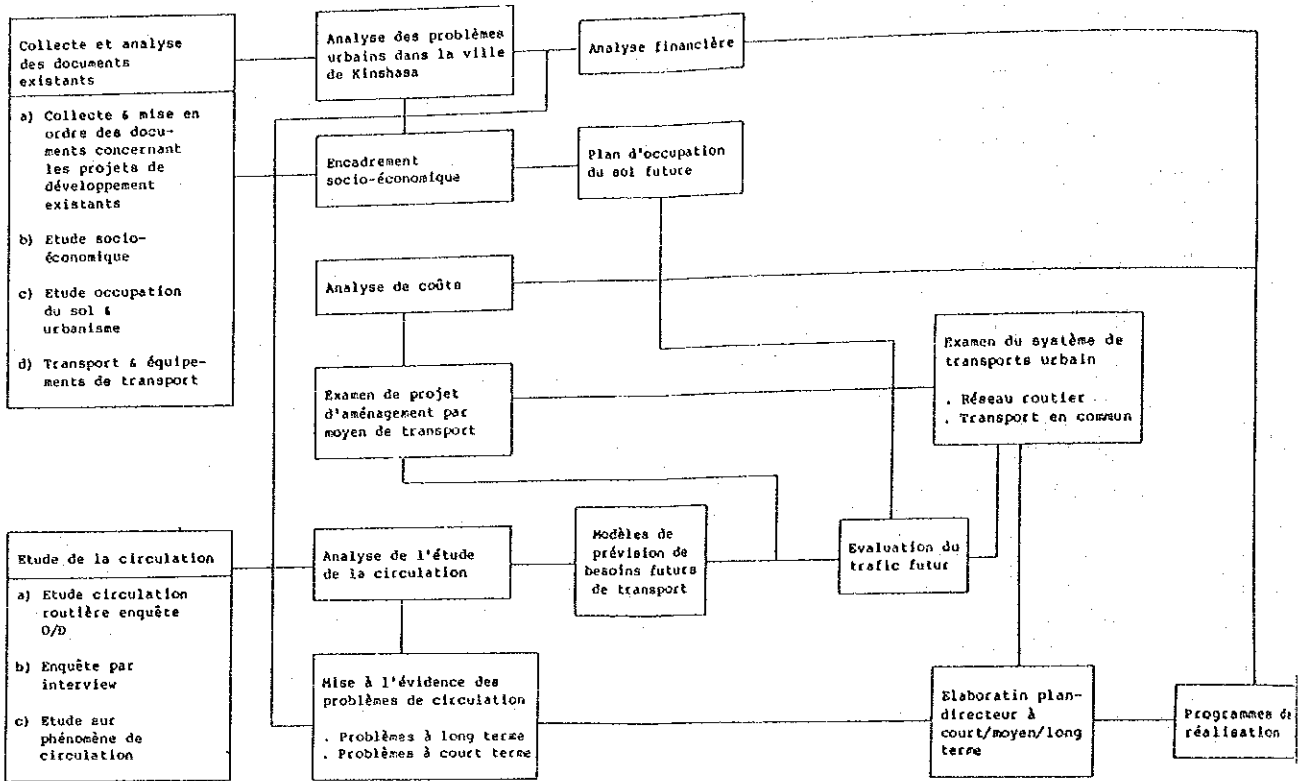 Collecte et analyse
des documents
existants
a) Collecte & mise en
ordre des docu-
ments concernant
les projets de
développement
existants
b) Etude socio-
économique
c) Etude occupation
du sol &
urbanisme
d) Transport & équipe-
ments de transport
Analyse des problèmes
urbains dans la ville
de Kinshasa
Analyse financière
Encadrement
socio-économique
Plan d'occupation
du sol future
Analyse de coûts
Examen de projet
d'aménagement par
moyen de transport
Examen du système de
transports urbain
. Réseau routier
. Transport en commun
Etude de la circulation
a) Etude circulation
routière enquête
O/D
b) Enquête par
interview
c) Etude sur
phénomène de
circulation
Analyse de l'étude
de la circulation
Modèles de
prévision de
besoins futurs
de transport
Evaluation du
trafic futur
Mise à l'évidence des
problèmes de circulation
. Problèmes à long terme
. Problèmes à court terme
Elaboratin plan-
directeur à
court/moyen/long
terme
Programmes de
réalisation